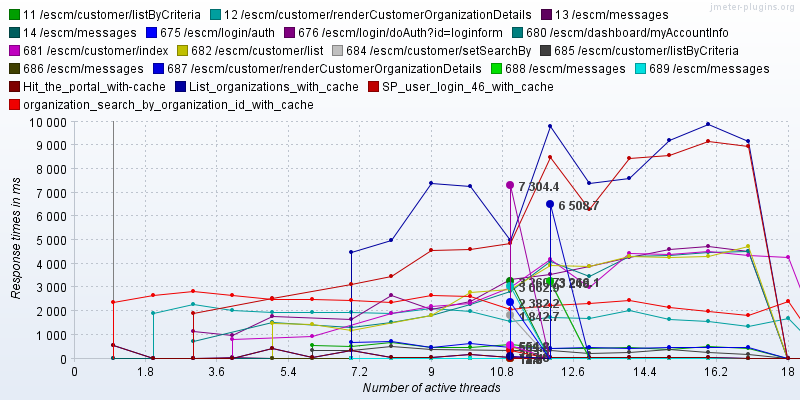 jmeter-plugins.org
11 /escm/customer/listByCriteria 12 /escm/customer/renderCustomerOrganizationDetails 13 /escm/messages
14 /escm/messages 675 /escm/login/auth 676 /escm/login/doAuth?id=loginform 680 /escm/dashboard/myAccountInfo
681 /escm/customer/index 682 /escm/customer/list 684 /escm/customer/setSearchBy 685 /escm/customer/listByCriteria
686 /escm/messages 687 /escm/customer/renderCustomerOrganizationDetails 688 /escm/messages 689 /escm/messages
Hit_the_portal_with-cache List_organizations_with_cache SP_user_login_46_with_cache
organization_search_by_organization_id_with_cache
10 000
9 000
8 000
7 000
6 000
5 000
4 000
3 000
2 000
1 000
0
Response times in ms
7 304.4
6 508.7
2 382.2
1 842.7
0 1.8 3.6 5.4 7.2 9 10.8 12.6 14.4 16.2 18
Number of active threads